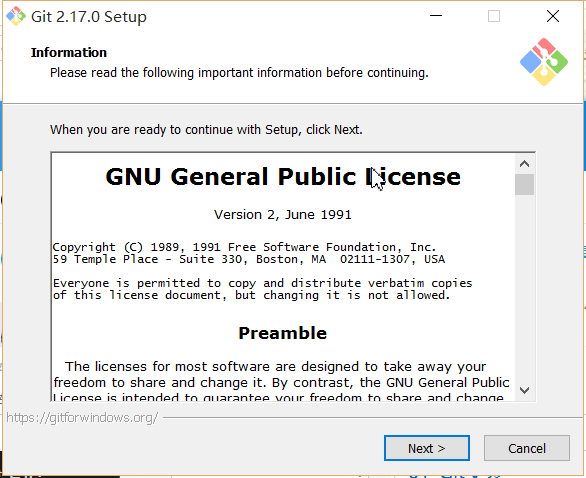 Git 2.17.0 Setup
Information
Please read the following important information before continuing.
When you are ready to continue with Setup, click Next.
GNU General Public License
Version 2, June 1991
Copyright (C) 1989, 1991 Free Software Foundation, Inc.
59 Temple Place - Suite 330, Boston, MA  02111-1307, USA
Everyone is permitted to copy and distribute verbatim copies
of this license document, but changing it is not allowed.
Preamble
The licenses for most software are designed to take away your
freedom to share and change it. By contrast, the GNU General Public
License is intended to guarantee your freedom to share and change
https://gitforwindows.org/
Next >
Cancel